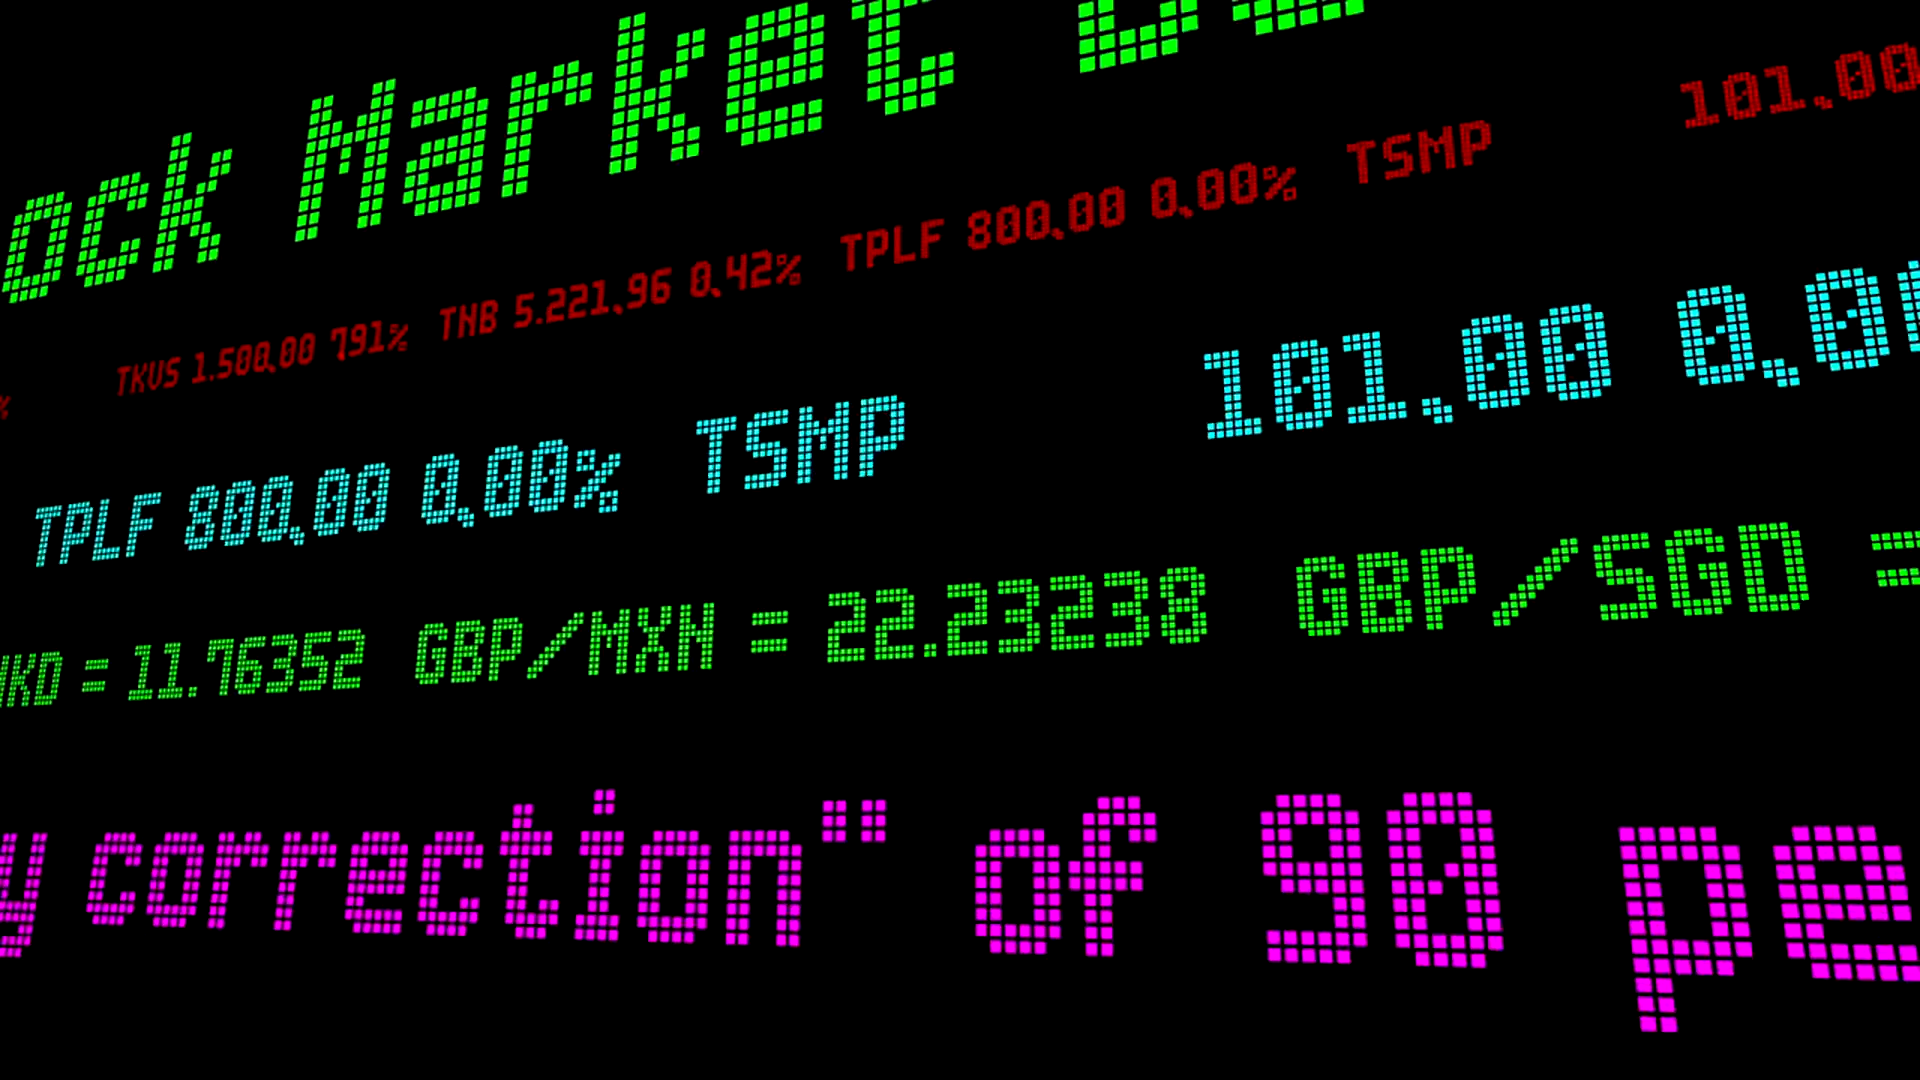 ock Market
% TKUS 1.500,00 791% THB 5.221,96 0,42% TPLF 800,00 0,00% TSMP 101,00
TPLF 800,00 0,00% TSMP 101,00 0,0
HKD = 11.76352 GBP/MXN = 22.23238 GBP/SGD =
y correction" of 90 pe